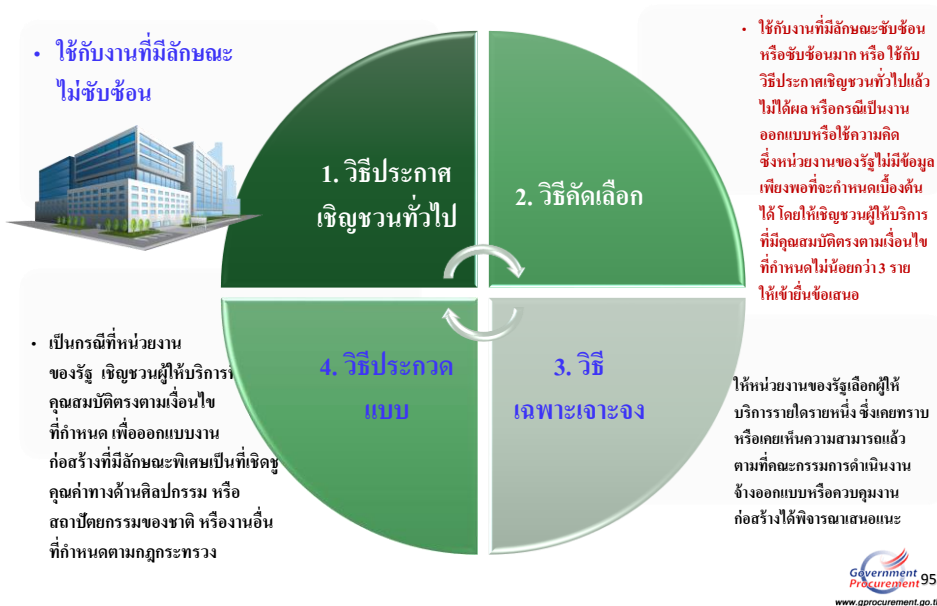 • ใช้กับงานที่มีลักษณะ
ไม่ซับซ้อน
1. วิธีประกาศ
เชิญชวนทั่วไป
2. วิธีคัดเลือก
• ใช้กับงานที่มีลักษณะซับซ้อน
หรือซับซ้อนมาก หรือ ใช้กับ
วิธีประกาศเชิญชวนทั่วไปแล้ว
ไม่ได้ผล หรือกรณีเป็นงาน
ออกแบบหรือใช้ความคิด
ซึ่งหน่วยงานของรัฐไม่มีข้อมูล
เพียงพอที่จะกำหนดเบื้องต้น
ได้ โดยให้เชิญชวนผู้ให้บริการ
ที่มีคุณสมบัติตรงตามเงื่อนไข
ที่กำหนดไม่น้อยกว่า 3 ราย
ให้เข้ายื่นข้อเสนอ
• เป็นกรณีที่หน่วยงาน
ของรัฐ เชิญชวนผู้ให้บริการ
คุณสมบัติตรงตามเงื่อนไข
ที่กำหนด เพื่อออกแบบงาน
ก่อสร้างที่มีลักษณะพิเศษเป็นที่เชิดชู
คุณค่าทางด้านศิลปกรรม หรือ
สถาปัตยกรรมของชาติ หรืองานอื่น
ที่กำหนดตามกฎกระทรวง
4. วิธีประกวด
แบบ
3. วิธี
เฉพาะเจาะจง
ให้หน่วยงานของรัฐเลือกผู้ให้
บริการรายใดรายหนึ่ง ซึ่งเคยทราบ
หรือเคยเห็นความสามารถแล้ว
ตามที่คณะกรรมการดำเนินงาน
จ้างออกแบบหรือควบคุมงาน
ก่อสร้างได้พิจารณาเสนอแนะ
Government
Procurement 95
www.gprocurement.go.t